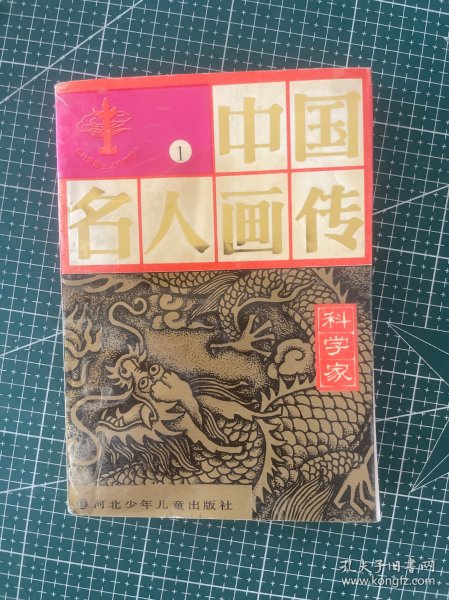 ①
中国
名人画传
科学家
河北少年儿童出版社
孔夫子旧书网
www.kongfz.com